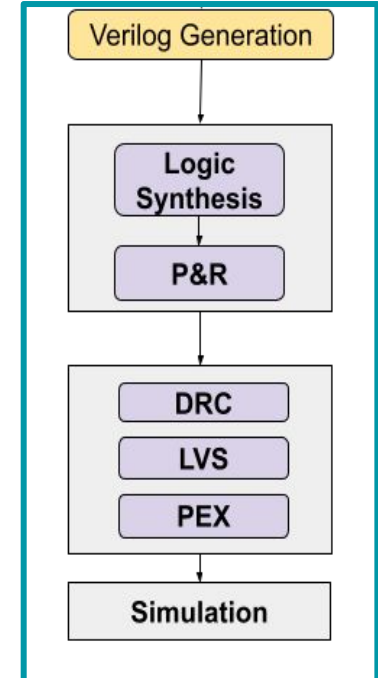 Verilog Generation
Logic
Synthesis
P&R
DRC
LVS
PEX
Simulation